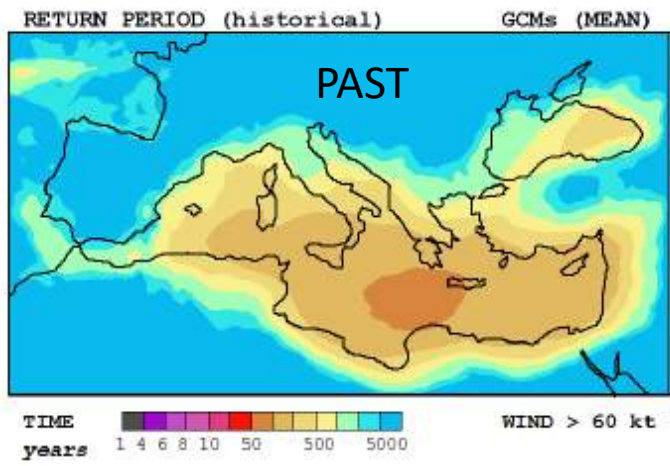 RETURN PERIOD (historical) GCMs (MEAN)
PAST
TIME 1 4 6 8 10 50 500 5000 WIND > 60 kt
years